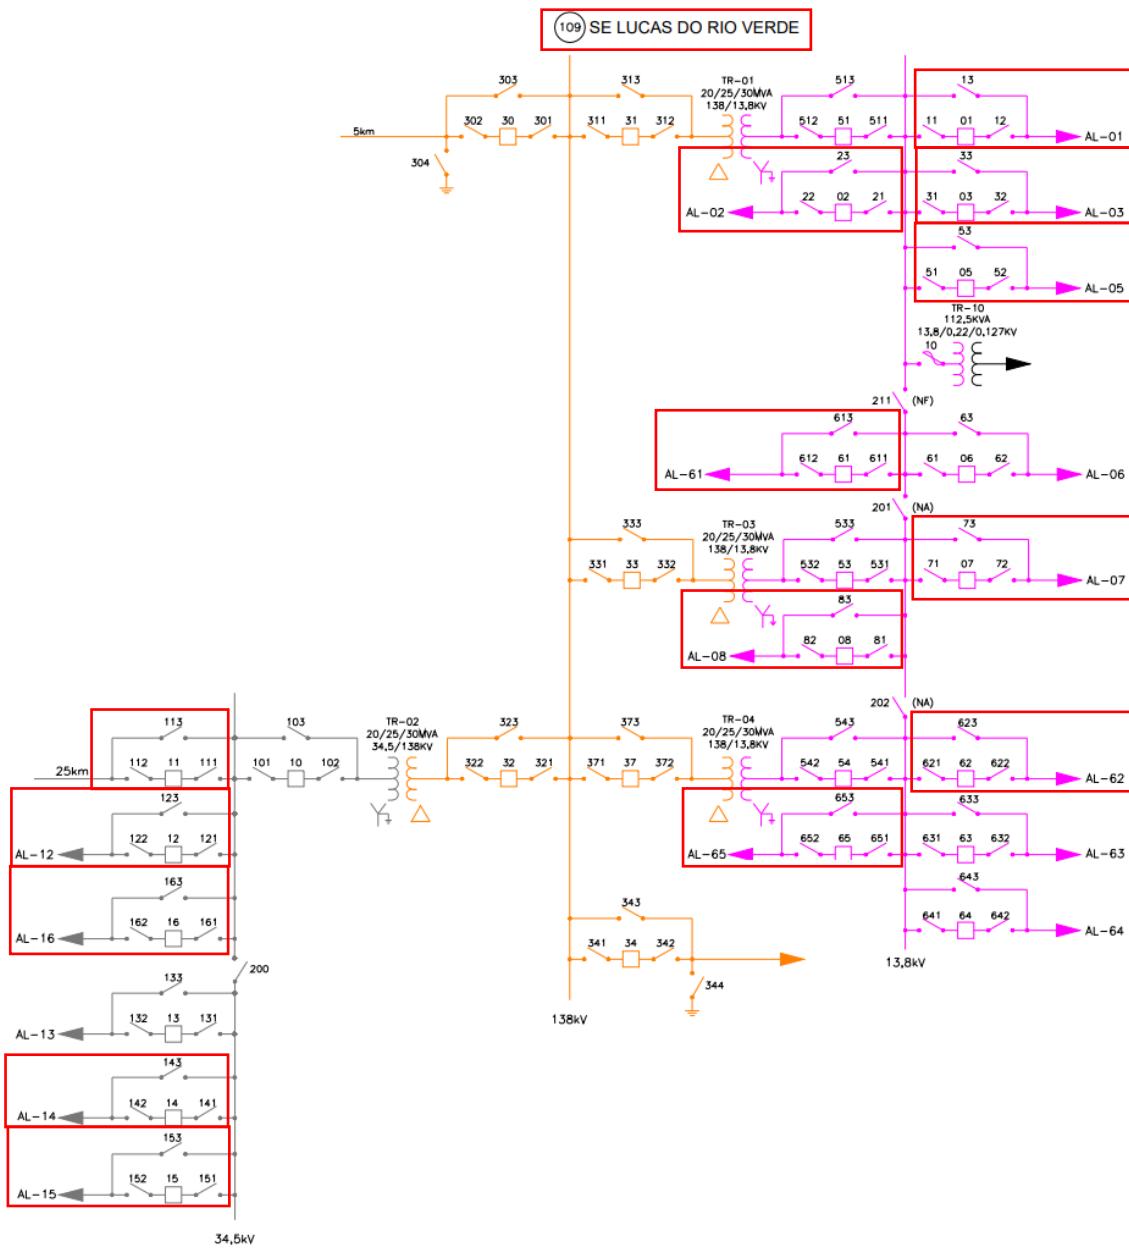 109 SE LUCAS DO RIO VERDE
303
313
TR-01
20/25/30MVA
138/13,8KV
513
13
5km
302 30 301
311 31 312
512 51 511
11 01 12
AL-01
304
23
33
AL-02
22 02 21
31 03 32
AL-03
53
51 05 52
AL-05
TR-10
112,5KVA
13,8/0,22/0,127KV
10
211 (NF)
613
63
AL-61
612 61 611
61 06 62
AL-06
201 (NA)
333
TR-03
20/25/30MVA
138/13,8KV
533
73
331 33 332
532 53 531
71 07 72
AL-07
83
AL-08
82 08 81
202 (NA)
113
103
TR-02
20/25/30MVA
34,5/138KV
323
373
TR-04
20/25/30MVA
138/13,8KV
543
623
25km
112 11 111
101 10 102
322 32 321
371 37 372
542 54 541
621 62 622
AL-62
123
653
633
AL-12
122 12 121
AL-65
652 65 651
631 63 632
AL-63
163
343
643
AL-16
162 16 161
341 34 342
641 64 642
AL-64
13,8kV
200
133
344
AL-13
132 13 131
138kV
143
AL-14
142 14 141
153
AL-15
152 15 151
34,5kV